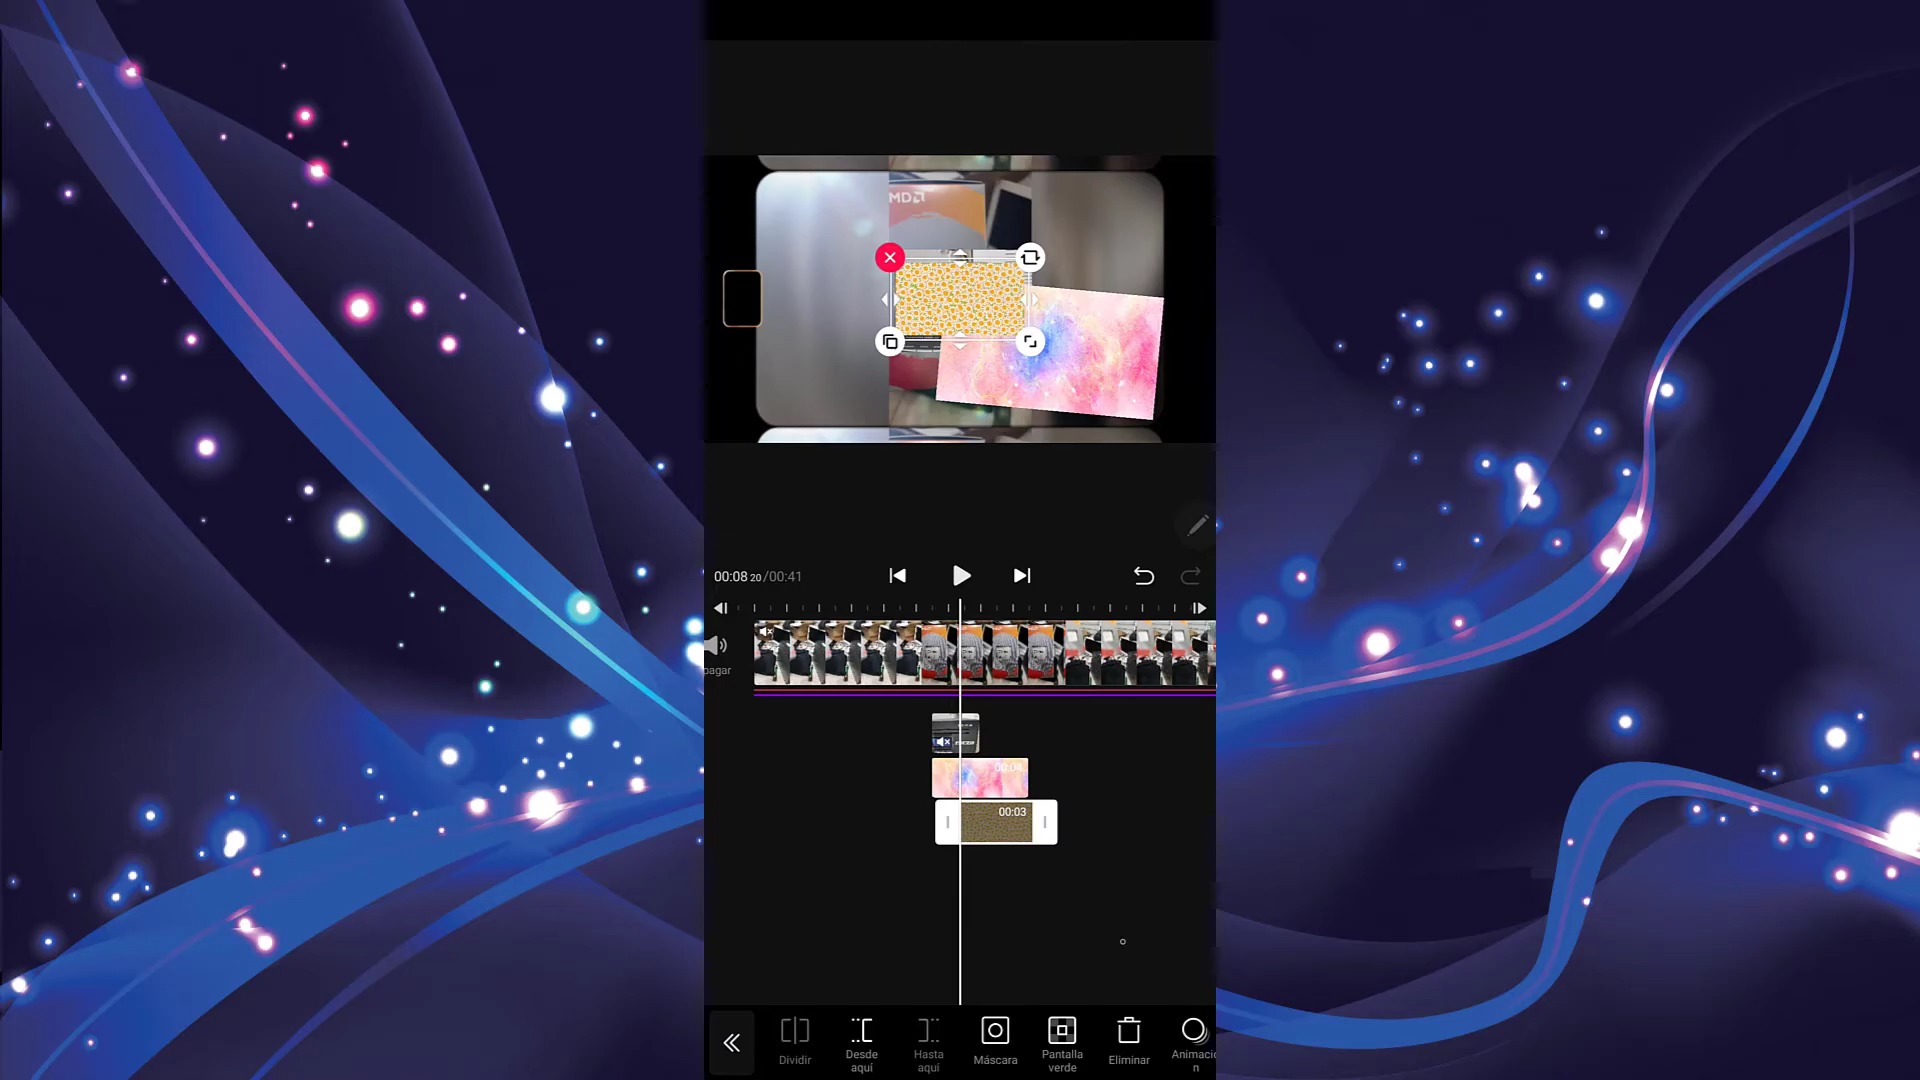 MD
00:08 20/00:41
pagar
00:04
00:03
Dividir
Desde
aquí
Hasta
aquí
Máscara
Pantalla
verde
Eliminar
Animació
n